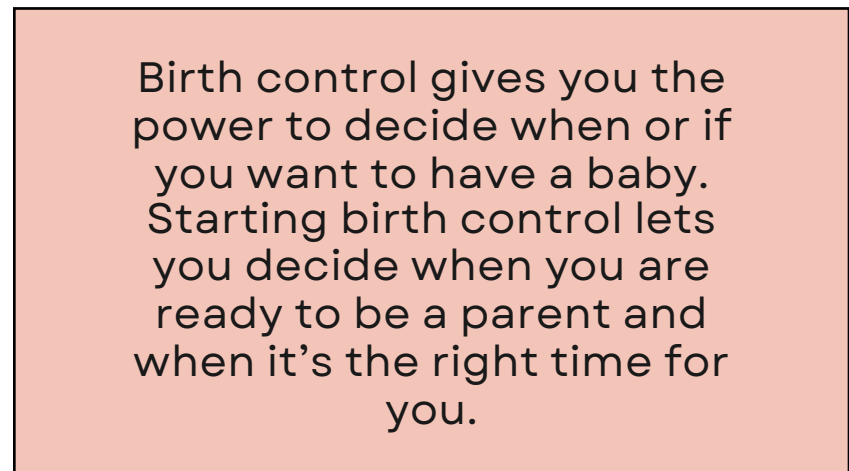 Birth control gives you the
power to decide when or if
you want to have a baby.
Starting birth control lets
you decide when you are
ready to be a parent and
when it’s the right time for
you.